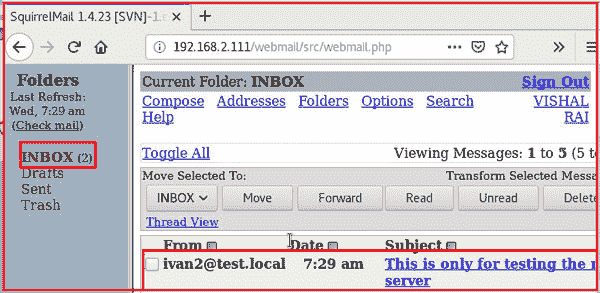 SquirrelMail 1.4.23 [SVN]-1.
192.168.2.111/webmail/src/webmail.php
Folders
Last Refresh:
Wed, 7:29 am
(Check mail)
INBOX (2)
Drafts
Sent
Trash
Current Folder: INBOX Sign Out
Compose Addresses Folders Options Search VISHAL
Help RAI
Toggle All Viewing Messages: 1 to 5 (5 to
Move Selected To: Transform Selected Messa
INBOX Move Forward Read Unread Delete
Thread View
From Date Subject
ivan2@test.local 7:29 am This is only for testing the
server